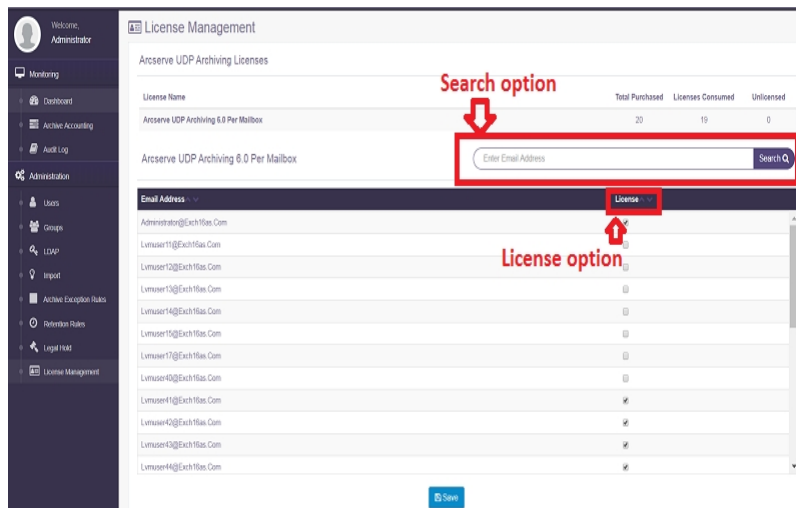 Welcome,
Administrator
Monitoring
Dashboard
Archive Accounting
Audit Log
Administration
Users
Groups
LDAP
Import
Archive Exception Rules
Retention Rules
Legal Hold
License Management
License Management
Arcserve UDP Archiving Licenses
Search option
License Name Total Purchased Licenses Consumed Unlicensed
Arcserve UDP Archiving 6.0 Per Mailbox 20 19 0
Arcserve UDP Archiving 6.0 Per Mailbox Enter Email Address Search
Email Address License
Administrator@Exch16as.Com
Lvmuser11@Exch16as.Com
License option
Lvmuser12@Exch16as.Com
Lvmuser13@Exch16as.Com
Lvmuser14@Exch16as.Com
Lvmuser15@Exch16as.Com
Lvmuser17@Exch16as.Com
Lvmuser40@Exch16as.Com
Lvmuser41@Exch16as.Com
Lvmuser42@Exch16as.Com
Lvmuser43@Exch16as.Com
Lvmuser44@Exch16as.Com
Save